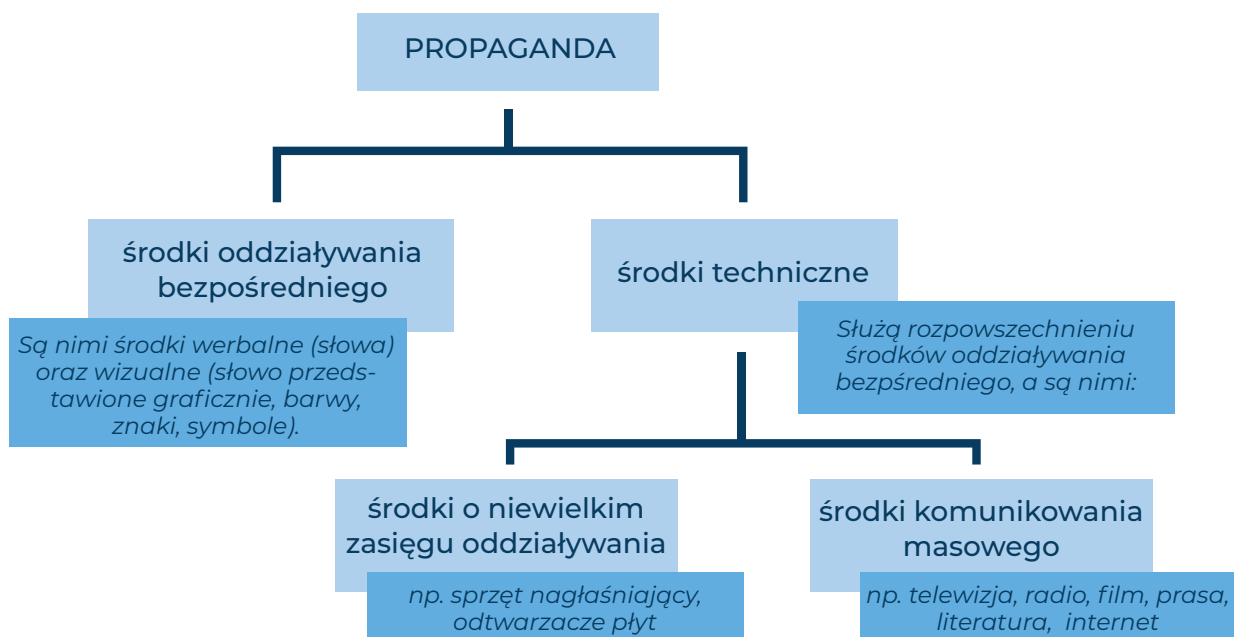 PROPAGANDA
środki oddziaływania
bezpośredniego
Są nimi środki werbalne (słowa)
oraz wizualne (słowo przeds-
tawione graficznie, barwy,
znaki, symbole).
środki techniczne
Służą rozpowszechnieniu
środków oddziaływania
bezpśredniego, a są nimi:
środki o niewielkim
zasięgu oddziaływania
np. sprzęt nagłaśniający,
odtwarzacze płyt
środki komunikowania
masowego
np. telewizja, radio, film, prasa,
literatura, internet